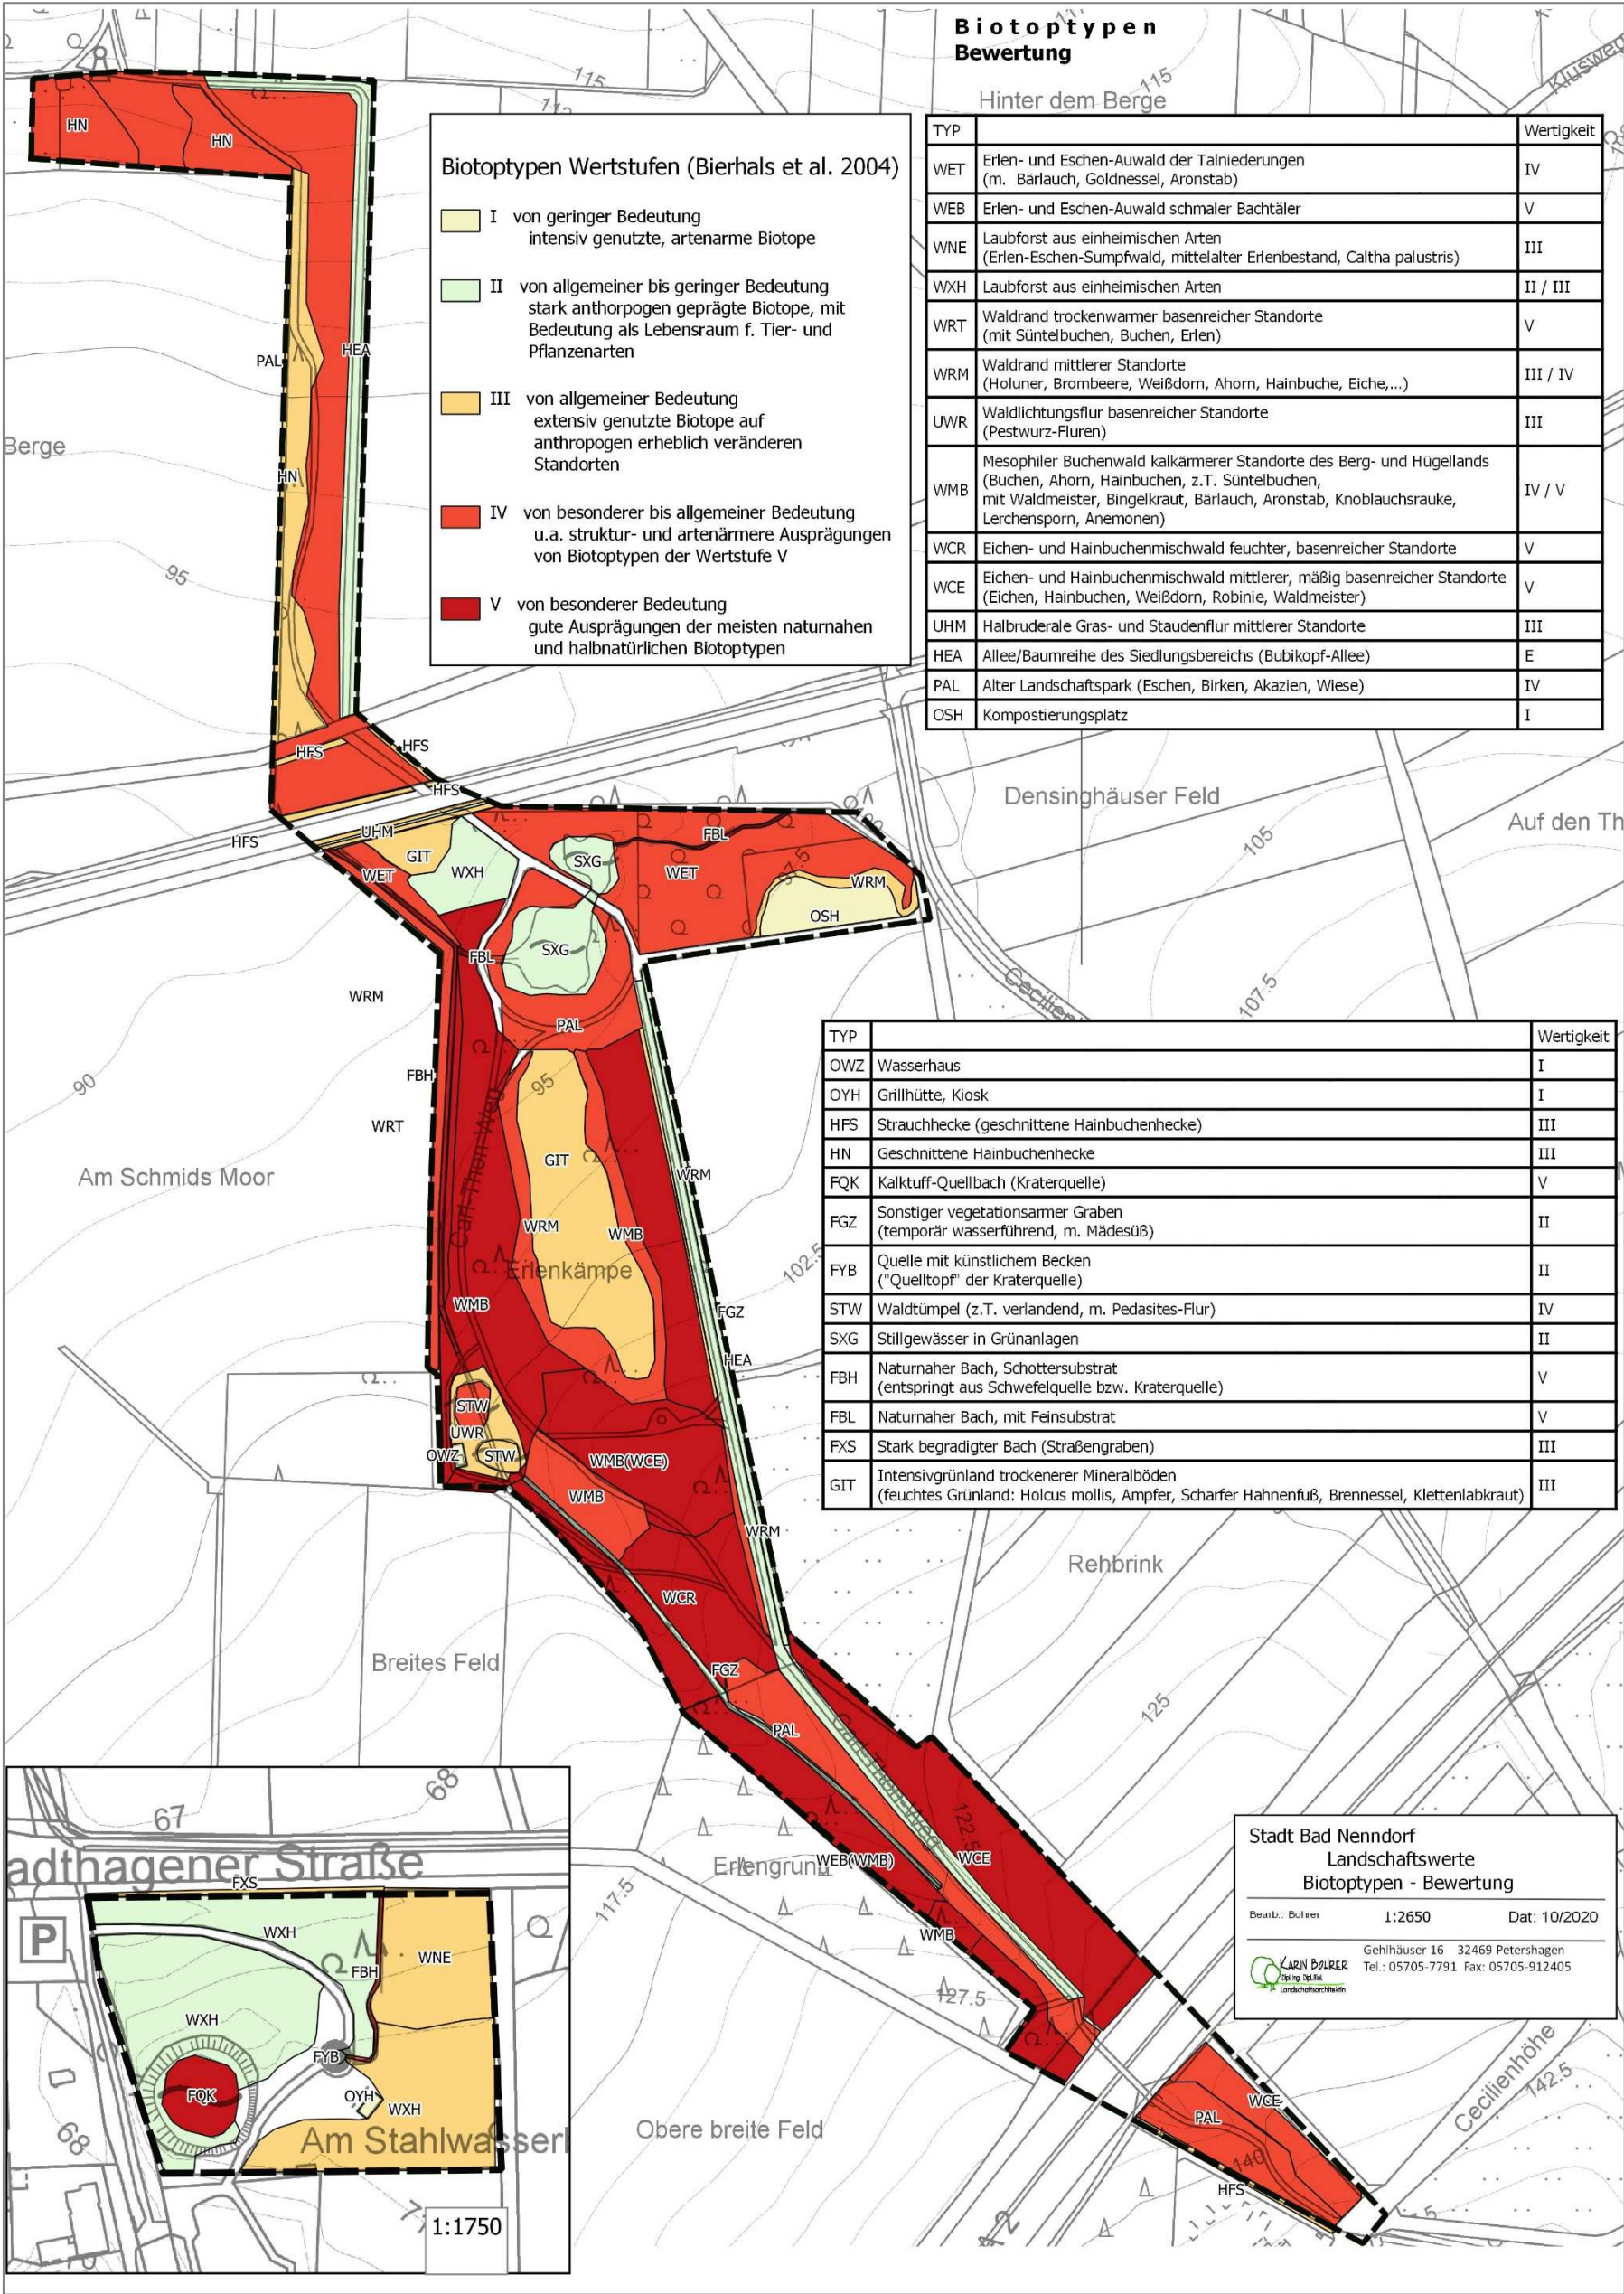 Biotoptypen
Bewertung
Hinter dem Berge
115
115
Biotoptypen Wertstufen (Bierhals et al. 2004)
I von geringer Bedeutung
intensiv genutzte, artenarme Biotope
II von allgemeiner bis geringer Bedeutung
stark anthorpogen geprägte Biotope, mit
Bedeutung als Lebensraum f. Tier- und
Pflanzenarten
III von allgemeiner Bedeutung
extensiv genutzte Biotope auf
anthropogen erheblich veränderen
Standorten
IV von besonderer bis allgemeiner Bedeutung
u.a. struktur- und artenärmere Ausprägungen
von Biotoptypen der Wertstufe V
V von besonderer Bedeutung
gute Ausprägungen der meisten naturnahen
und halbnatürlichen Biotoptypen
TYP Wertigkeit
WET Erlen- und Eschen-Auwald der Talniederungen IV
(m. Bärlauch, Goldnessel, Aronstab)
WEB Erlen- und Eschen-Auwald schmaler Bachtäler V
WNE Laubforst aus einheimischen Arten III
(Erlen-Eschen-Sumpfwald, mittelalter Erlenbestand, Caltha palustris)
WXH Laubforst aus einheimischen Arten II / III
WRT Waldrand trockenwarmer basenreicher Standorte V
(mit Süntelbuchen, Buchen, Erlen)
WRM Waldrand mittlerer Standorte III / IV
(Holuner, Brombeere, Weißdorn, Ahorn, Hainbuche, Eiche,...)
UWR Waldlichtungsflur basenreicher Standorte III
(Pestwurz-Fluren)
WMB Mesophiler Buchenwald kalkärmerer Standorte des Berg- und Hügellands IV / V
(Buchen, Ahorn, Hainbuchen, z.T. Süntelbuchen,
mit Waldmeister, Bingelkraut, Bärlauch, Aronstab, Knoblauchsrauke,
Lerchensporn, Anemonen)
WCR Eichen- und Hainbuchenmischwald feuchter, basenreicher Standorte V
WCE Eichen- und Hainbuchenmischwald mittlerer, mäßig basenreicher Standorte V
(Eichen, Hainbuchen, Weißdorn, Robinie, Waldmeister)
UHM Halbruderale Gras- und Staudenflur mittlerer Standorte III
HEA Allee/Baumreihe des Siedlungsbereichs (Bubikopf-Allee) E
PAL Alter Landschaftspark (Eschen, Birken, Akazien, Wiese) IV
OSH Kompostierungsplatz I
HN
HN
PAL
HEA
Berge
HN
95
HFS
HFS
HFS
HFS
UHM
GIT
WET
WXH
SXG
FBL
WET
WRM
OSH
97.5
Densinghäuser Feld
105
Auf den Th
FBL
SXG
WRM
PAL
107.5
FBH
90
95
WRT
Carl-Thon-Weg
Am Schmids Moor
GIT
WRM
WRM
WMB
Erlenkämpe
102.5
WMB
FGZ
HEA
TYP Wertigkeit
OWZ Wasserhaus I
OYH Grillhütte, Kiosk I
HFS Strauchhecke (geschnittene Hainbuchenhecke) III
HN Geschnittene Hainbuchenhecke III
FQK Kalktuff-Quellbach (Kraterquelle) V
FGZ Sonstiger vegetationsarmer Graben II
(temporär wasserführend, m. Mädesüß)
FYB Quelle mit künstlichem Becken II
("Quelltopf" der Kraterquelle)
STW Waldtümpel (z.T. verlandend, m. Pedasites-Flur) IV
SXG Stillgewässer in Grünanlagen II
FBH Naturnaher Bach, Schottersubstrat V
(entspringt aus Schwefelquelle bzw. Kraterquelle)
FBL Naturnaher Bach, mit Feinsubstrat V
FXS Stark begradigter Bach (Straßengraben) III
GIT Intensivgrünland trockenerer Mineralböden III
(feuchtes Grünland: Holcus mollis, Ampfer, Scharfer Hahnenfuß, Brennessel, Klettenlabkraut)
STW
UWR
OWZ
STW
WMB(WCE)
WMB
WRM
Rehbrink
WCR
Breites Feld
FGZ
PAL
125
Carl-Thon-Weg
122.5
Erlengrund
WEB(WMB)
WCE
117.5
WMB
127.5
Obere breite Feld
WCE
PAL
140
HFS
Cecilienhöhe
142.5
67
68
adthagener Straße
FXS
P
WXH
FBH
WNE
WXH
FYB
FQK
OYH
WXH
68
Am Stahlwasserl
1:1750
Stadt Bad Nenndorf
Landschaftswerte
Biotoptypen - Bewertung
Bearb.: Bohrer 1:2650 Dat: 10/2020
Gehlhäuser 16 32469 Petershagen
Tel.: 05705-7791 Fax: 05705-912405
KARIN BOHRER
Landschaftsarchitektin